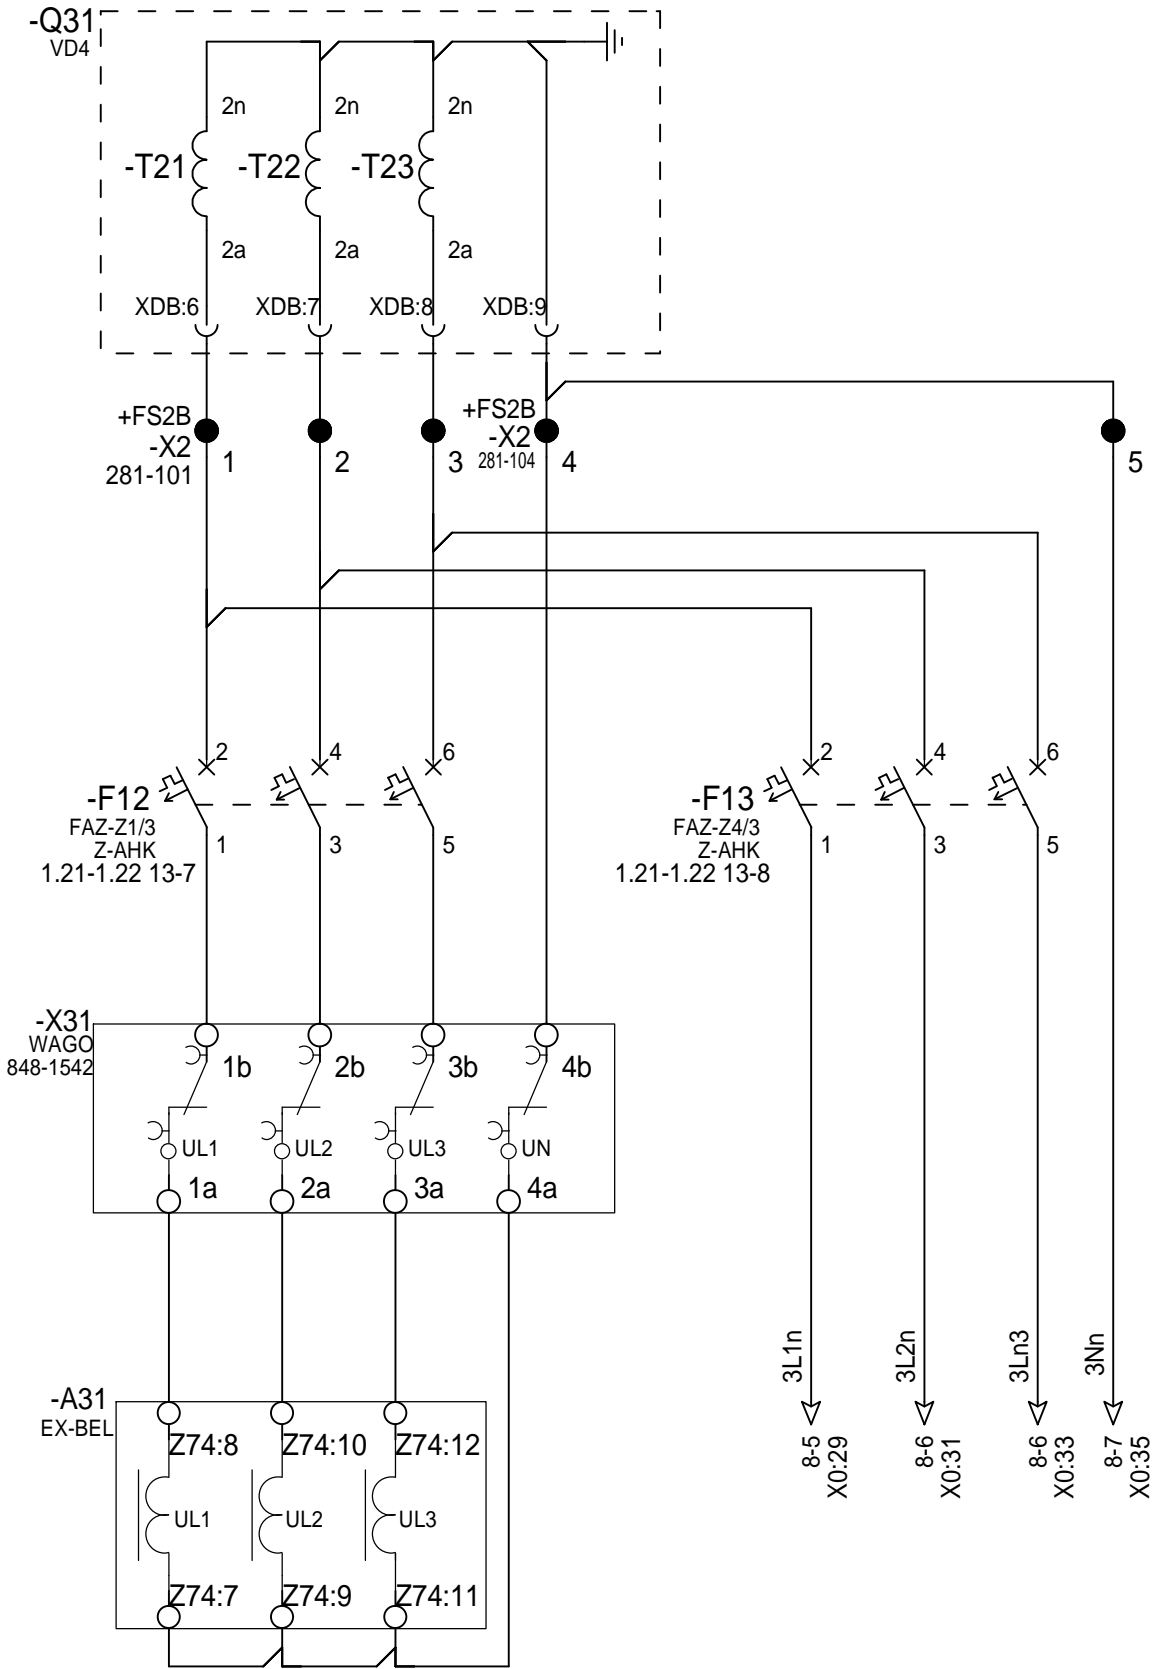 -Q31
VD4
2n
2n
2n
-T21
-T22
-T23
2a
2a
2a
XDB:6
XDB:7
XDB:8
XDB:9
+FS2B
-X2
281-101
1
2
3
+FS2B
-X2
281-104
4
5
2
4
6
-F12
FAZ-Z1/3
Z-AHK
1.21-1.22 13-7
1
3
5
2
4
6
-F13
FAZ-Z4/3
Z-AHK
1.21-1.22 13-8
1
3
5
-X31
WAGO
848-1542
1b
2b
3b
4b
UL1
UL2
UL3
UN
1a
2a
3a
4a
3L1n
3L2n
3Ln3
3Nn
8-5
X0:29
8-6
X0:31
8-6
X0:33
8-7
X0:35
-A31
EX-BEL
Z74:8
Z74:10
Z74:12
UL1
UL2
UL3
Z74:7
Z74:9
Z74:11